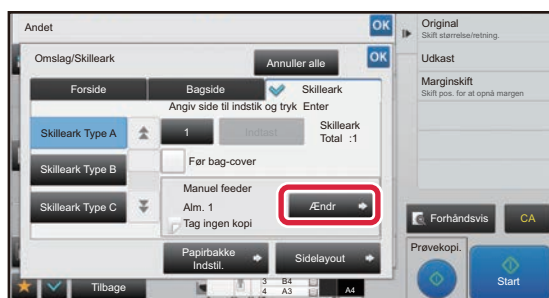 Andet
OK
Omslag/Skilleark
Annuller alle
OK
Forside
Bagside
Skilleark
Angiv side til indstik og tryk Enter
Skilleark Type A
1
Indtast
Skilleark
Total :1
Skilleark Type B
Før bag-cover
Skilleark Type C
Manuel feeder
Alm. 1
Tag ingen kopi
Ændr
Papirbakke
Indstil.
Sidelayout
Tilbage
3 B4
4 A3
A4
Original
Skift størrelse/retning.
Udkast
Marginskift
Skift pos. for at opnå margen
Forhåndsvis
CA
Prøvekopi.
Start